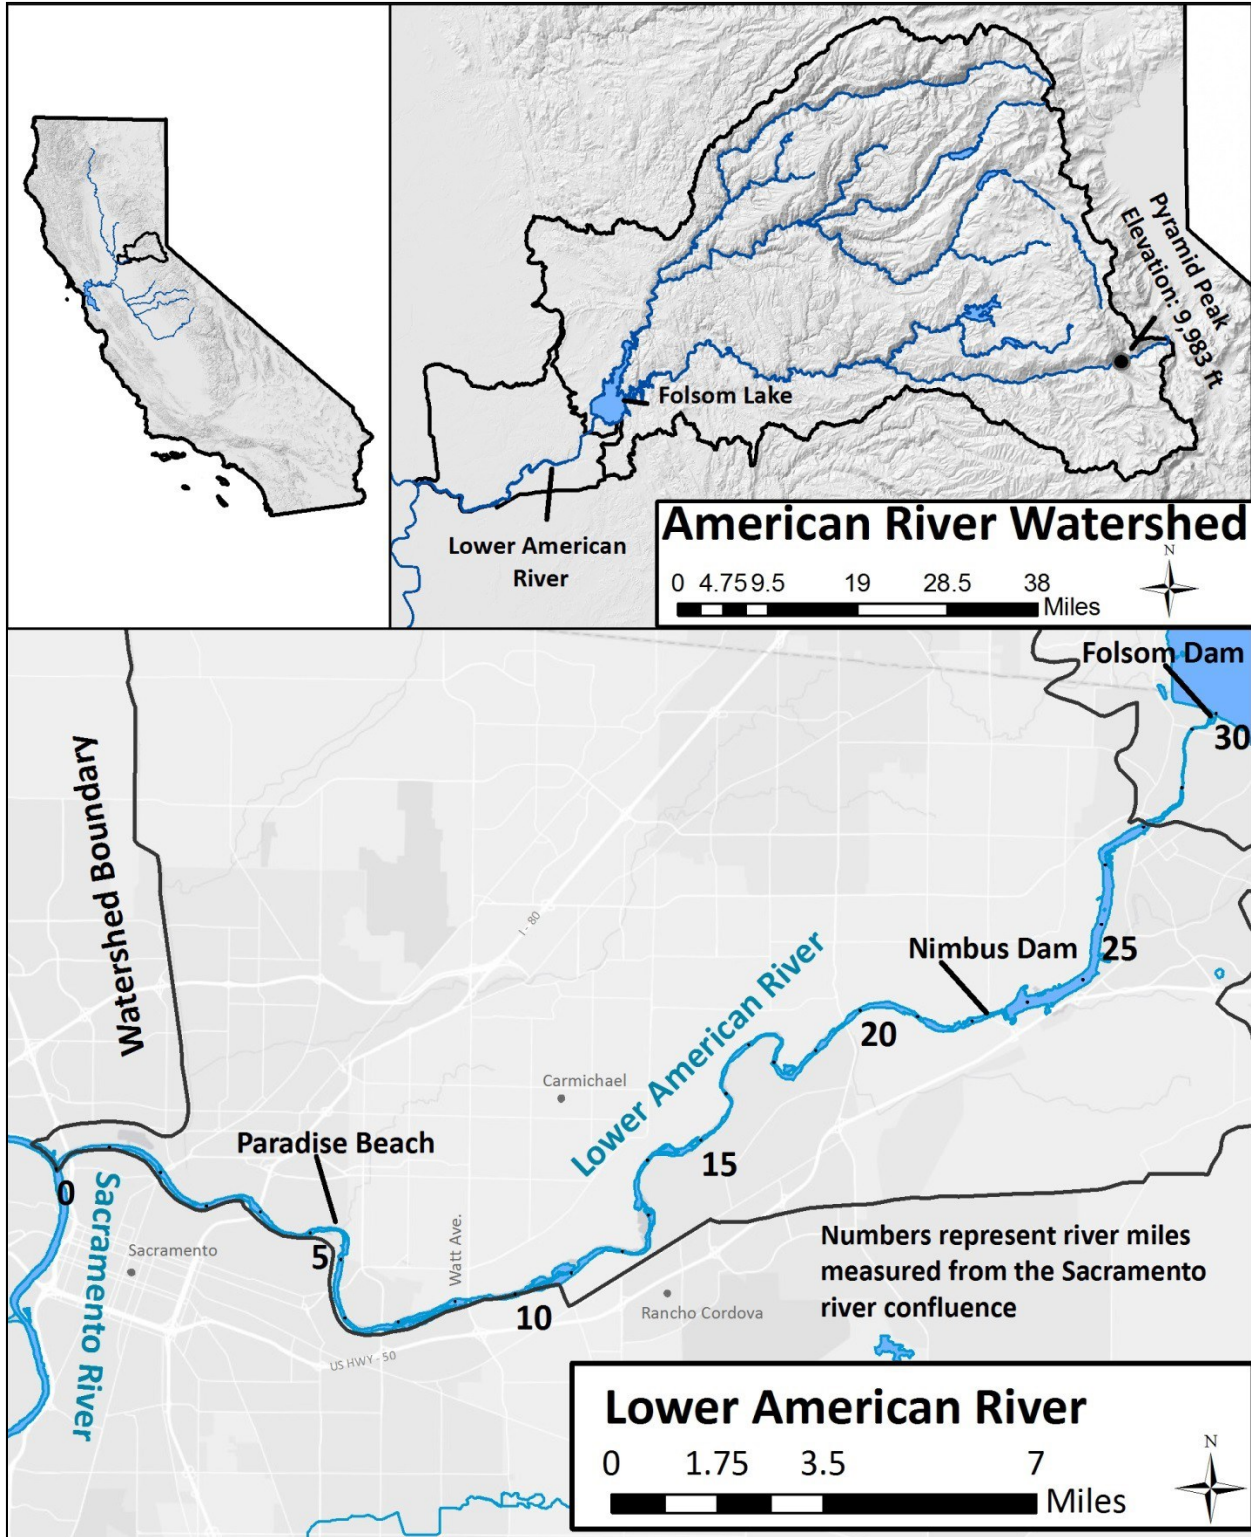 Pyramid Peak
Elevation: 9,983 ft
Folsom Lake
Lower American
River
American River Watershed
N
0 4.75 9.5 19 28.5 38
Miles
Folsom Dam
30
Watershed Boundary
I - 80
Nimbus Dam
25
Lower American River
20
Carmichael
Paradise Beach
15
0
Sacramento River
Sacramento
5
Watt Ave.
10
Rancho Cordova
US HWY - 50
Numbers represent river miles
measured from the Sacramento
river confluence
Lower American River
N
0 1.75 3.5 7
Miles